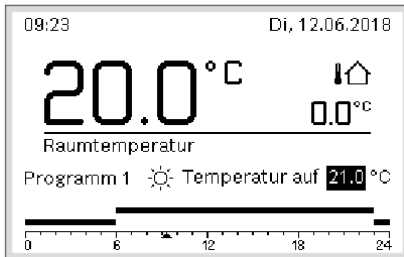 09:23 Di, 12.06.2018
20.0°C
0.0°C
Raumtemperatur
Programm 1 Temperatur auf 21.0 °C
0 6 12 18 24